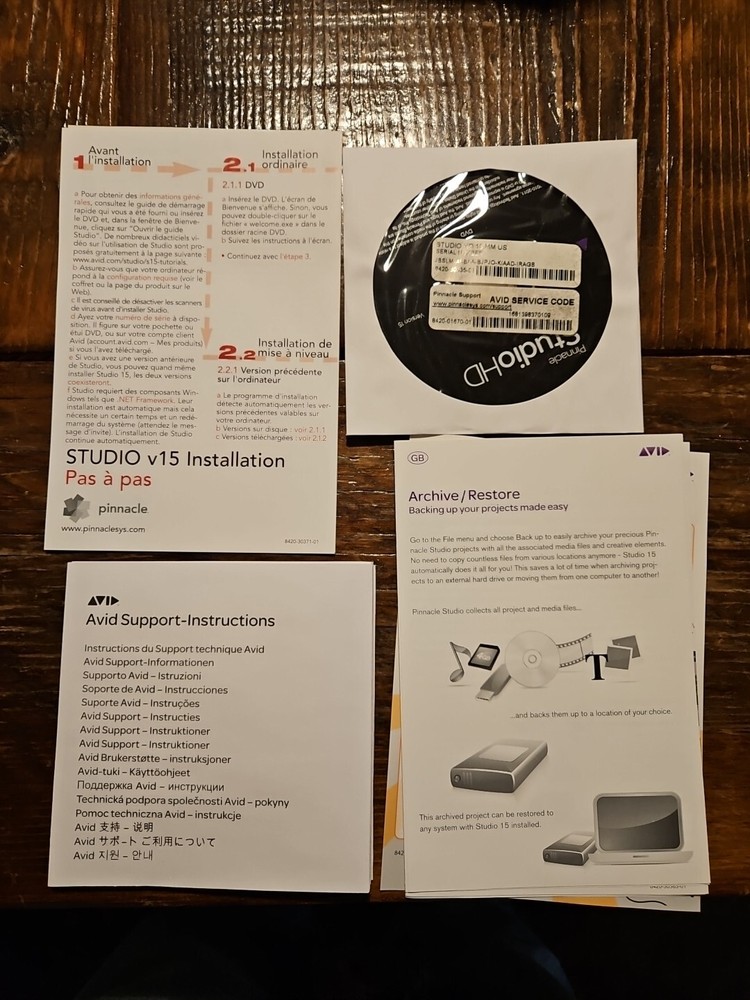 1 Avant
l'installation
a Pour obtenir des informations géné-
rales, consultez le guide de démarrage
rapide qui vous a été fourni ou insérez
le DVD et, dans la fenêtre de Bienve-
nue, cliquez sur "Ouvrir le guide
Studio". De nombreux didacticiels vi-
déo sur l'utilisation de Studio sont pro-
posés gratuitement à la page suivante
www.avid.com/studio15-tutorials.
b Assurez-vous que votre ordinateur ré-
pond à la configuration requise (voir le
coffret ou la page du produit sur le
Web).
c Il est conseillé de désactiver les scanners
de virus avant d'installer Studio.
d Ayez votre numéro de série à dispo-
sition. Il figure sur votre pochette ou
étui DVD, ou sur votre compte client
Avid (account.avid.com – Mes produits)
si vous l'avez téléchargé.
e Si vous avez une version antérieure
de Studio, vous pouvez quand même
installer Studio 15, les deux versions
coexisteront.
f Studio requiert des composants Win-
dows tels que .NET Framework. Leur
installation est automatique mais cela
nécessite un certain temps et un redé-
marrage du système (attendez le mes-
sage d'invite). L'installation de Studio
continue automatiquement.
2.1 Installation
ordinaire
2.1.1 DVD
a Insérez le DVD. L'écran de
Bienvenue s'affiche. Sinon, vous
pouvez double-cliquer sur le
fichier « welcome.exe » dans le
dossier racine DVD.
b Suivez les instructions à l'écran.
• Continuez avec l'étape 3.
2.2 Installation de
mise à niveau
2.2.1 Version précédente
sur l'ordinateur
a Le programme d'installation
détecte automatiquement les ver-
sions précédentes valables sur
votre ordinateur.
b Versions sur disque : voir 2.1.1
c Versions téléchargées : voir 2.1.2
STUDIO v15 Installation
Pas à pas
pinnacle
www.pinnaclesys.com
8420-30271-01
DVD
Version 15
STUDIO
US
SERIAL
Pinnacle Support
www.pinnaclesys.com/support
AVID SERVICE CODE
8420-01670-01
Pinnacle
StudioHD
AVID
Avid Support-Instructions
Instructions du Support technique Avid
Avid Support-Informationen
Supporto Avid – Istruzioni
Soporte de Avid – Instrucciones
Suporte Avid – Instruções
Avid Support – Instructies
Avid Support – Instruktioner
Avid Support – Instruktioner
Avid Brukerstøtte – instruksjoner
Avid-tuki – Käyttöohjeet
Поддержка Avid – инструкции
Technická podpora společnosti Avid – pokyny
Pomoc techniczna Avid – instrukcje
Avid 支持 – 说明
Avid サポート ご利用について
Avid 지원 – 안내
GB
AVID
Archive / Restore
Backing up your projects made easy
Go to the File menu and choose Back up to easily archive your precious Pin-
nacle Studio projects with all the associated media files and creative elements.
No need to copy countless files from various locations anymore – Studio 15
automatically does it all for you! This saves a lot of time when archiving proj-
ects to an external hard drive or moving them from one computer to another!
Pinnacle Studio collects all project and media files...
T
...and backs them up to a location of your choice.
This archived project can be restored to
any system with Studio 15 installed.